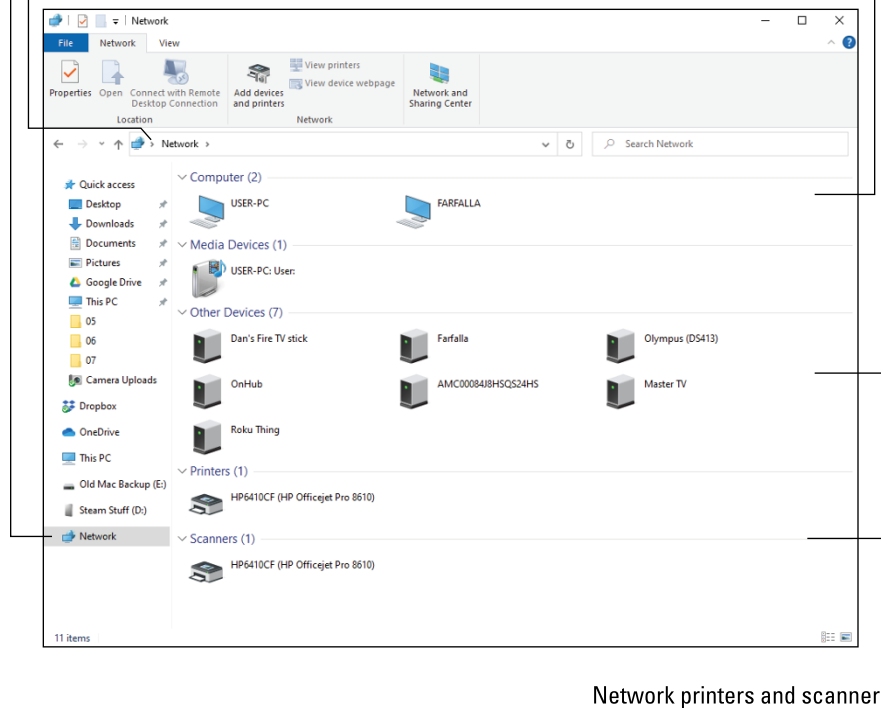 Network
File Network View
Properties Open Connect with Remote Desktop Connection Add devices and printers View printers View device webpage Network and Sharing Center
Location Network
Network Search Network
Quick access
Desktop
Downloads
Documents
Pictures
Google Drive
This PC
05
06
07
Camera Uploads
Dropbox
OneDrive
This PC
Old Mac Backup (E:)
Steam Stuff (D:)
Network
Computer (2)
USER-PC FARFALLA
Media Devices (1)
USER-PC: User:
Other Devices (7)
Dan's Fire TV stick Farfalla Olympus (DS413)
OnHub AMC00084J8HSQS24HS Master TV
Roku Thing
Printers (1)
HP6410CF (HP Officejet Pro 8610)
Scanners (1)
HP6410CF (HP Officejet Pro 8610)
11 items
Network printers and scanner